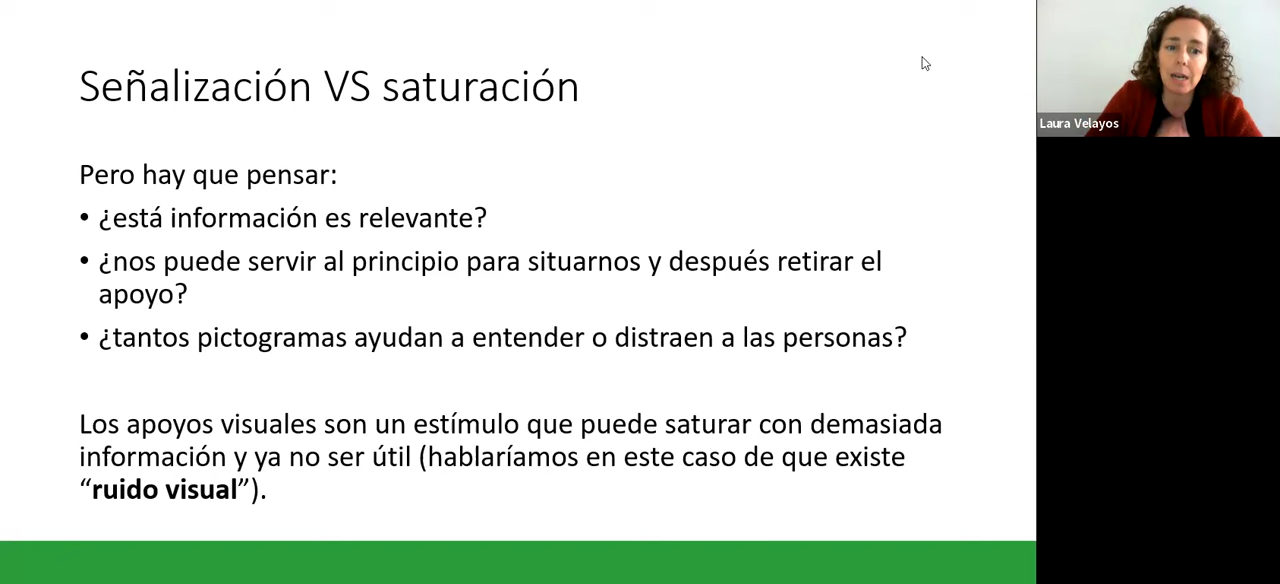 Señalización VS saturación
Laura Velayos
Pero hay que pensar:
• ¿está información es relevante?
• ¿nos puede servir al principio para situarnos y después retirar el
apoyo?
• ¿tantos pictogramas ayudan a entender o distraen a las personas?
Los apoyos visuales son un estímulo que puede saturar con demasiada
información y ya no ser útil (hablaríamos en este caso de que existe
“ruido visual”).